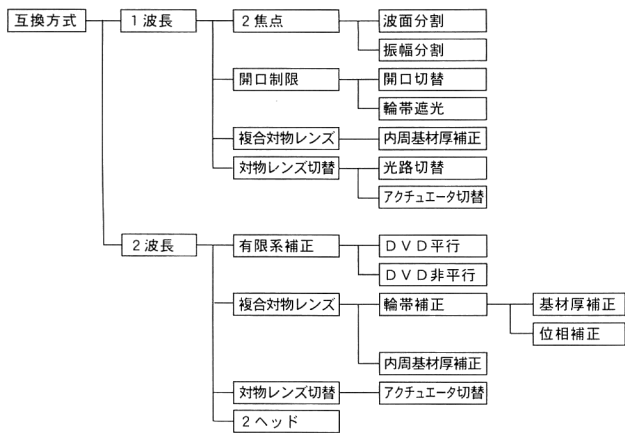 互換方式
1波長
2焦点
波面分割
振幅分割
開口制限
開口切替
輪帯遮光
複合対物レンズ
内周基材厚補正
対物レンズ切替
光路切替
アクチュエータ切替
2波長
有限系補正
DVD平行
DVD非平行
複合対物レンズ
輪帯補正
基材厚補正
位相補正
内周基材厚補正
対物レンズ切替
アクチュエータ切替
2ヘッド